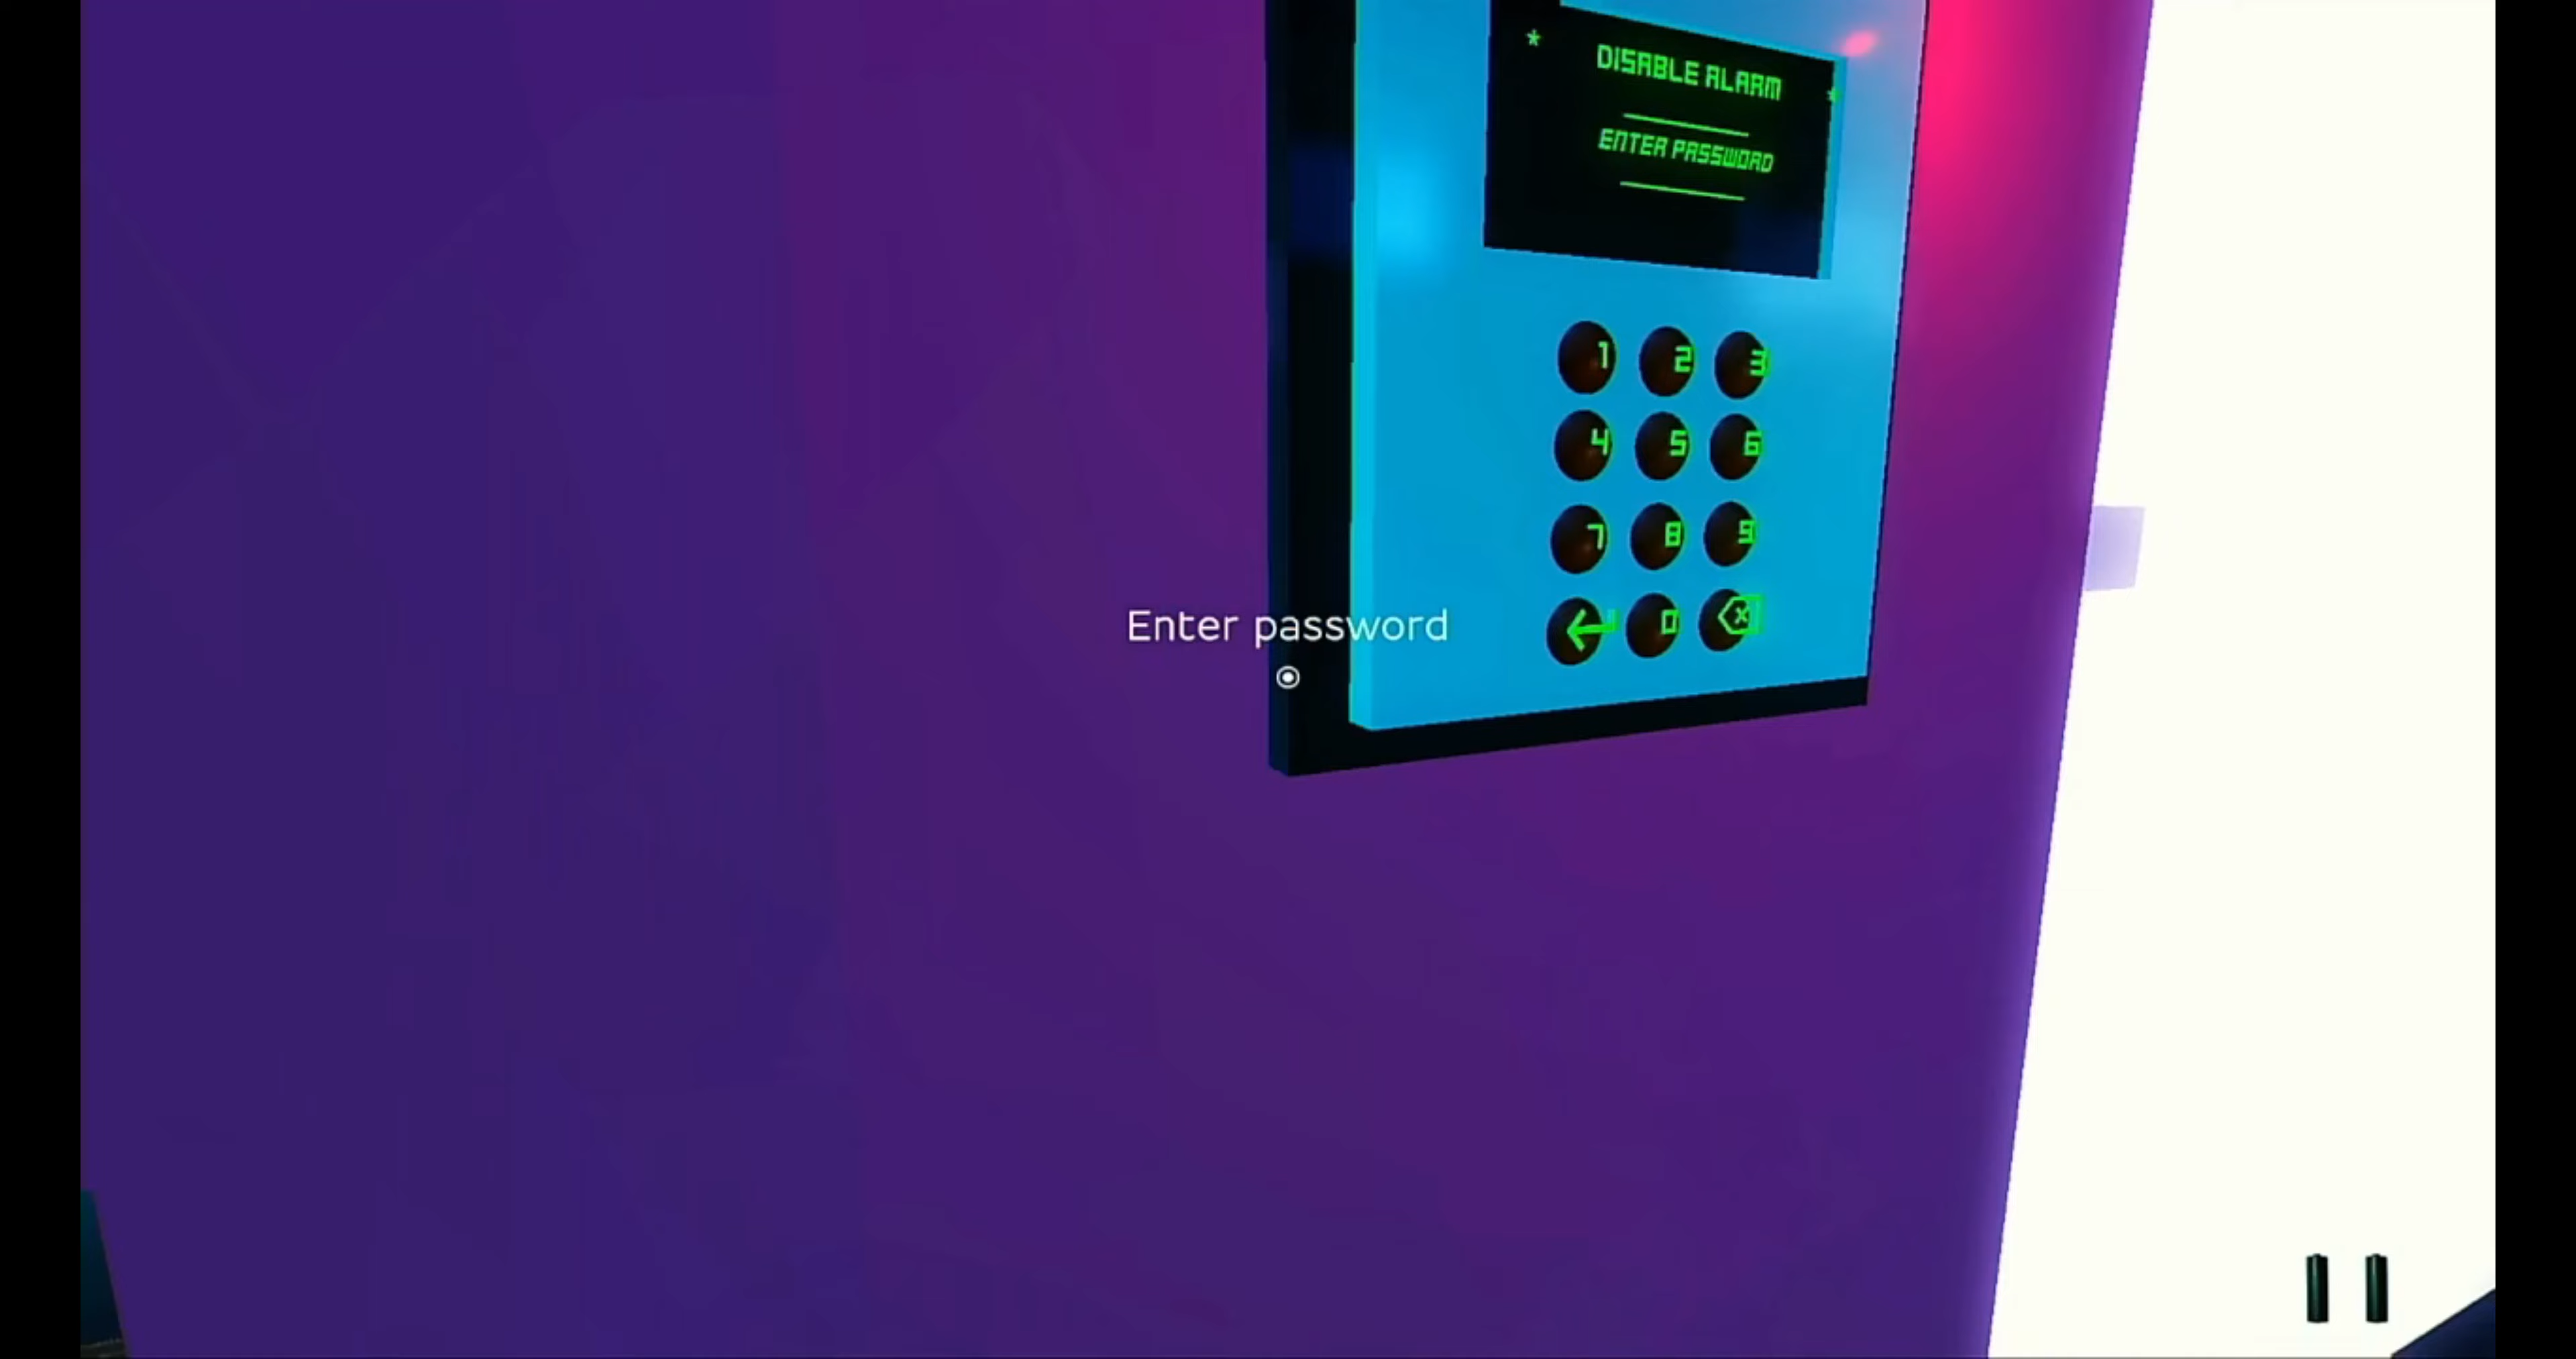 * DISABLE ALARM *
ENTER PASSWORD
1 2 3
4 5 6
7 8 9
0
Enter password